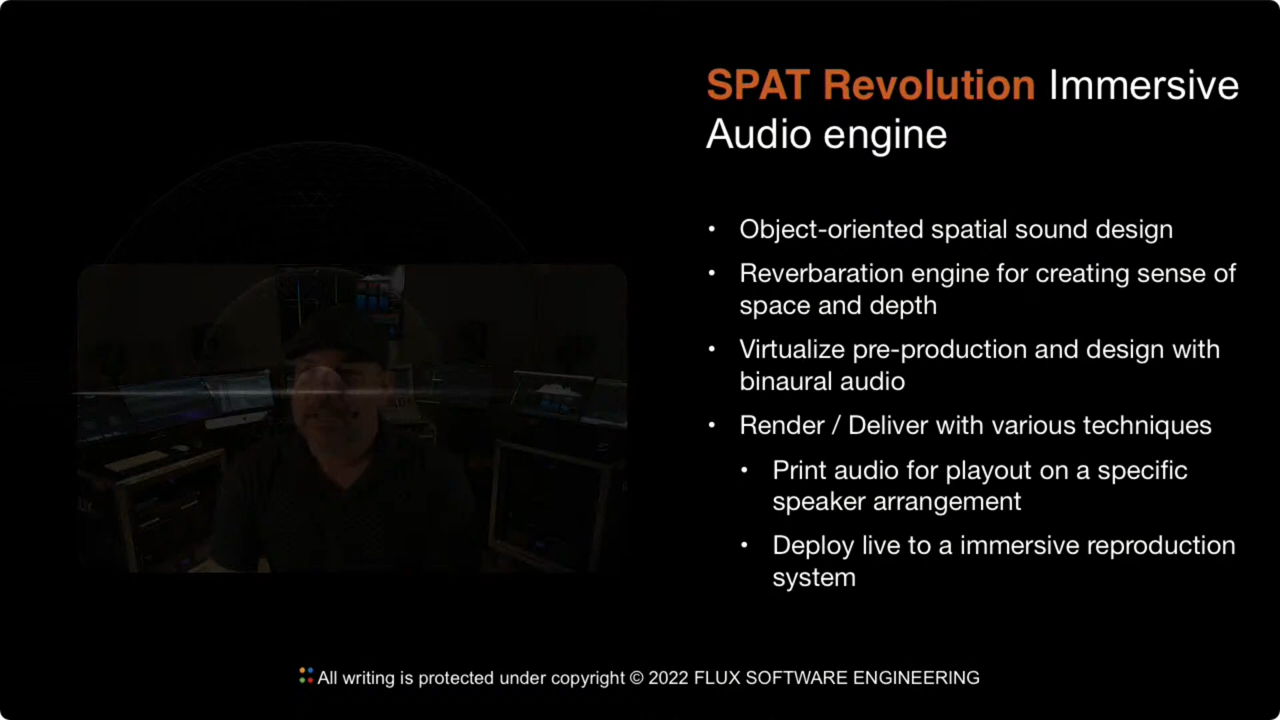 SPAT Revolution Immersive
Audio engine
• Object-oriented spatial sound design
• Reverbaration engine for creating sense of
space and depth
• Virtualize pre-production and design with
binaural audio
• Render / Deliver with various techniques
• Print audio for playout on a specific
speaker arrangement
• Deploy live to a immersive reproduction
system
All writing is protected under copyright © 2022 FLUX SOFTWARE ENGINEERING